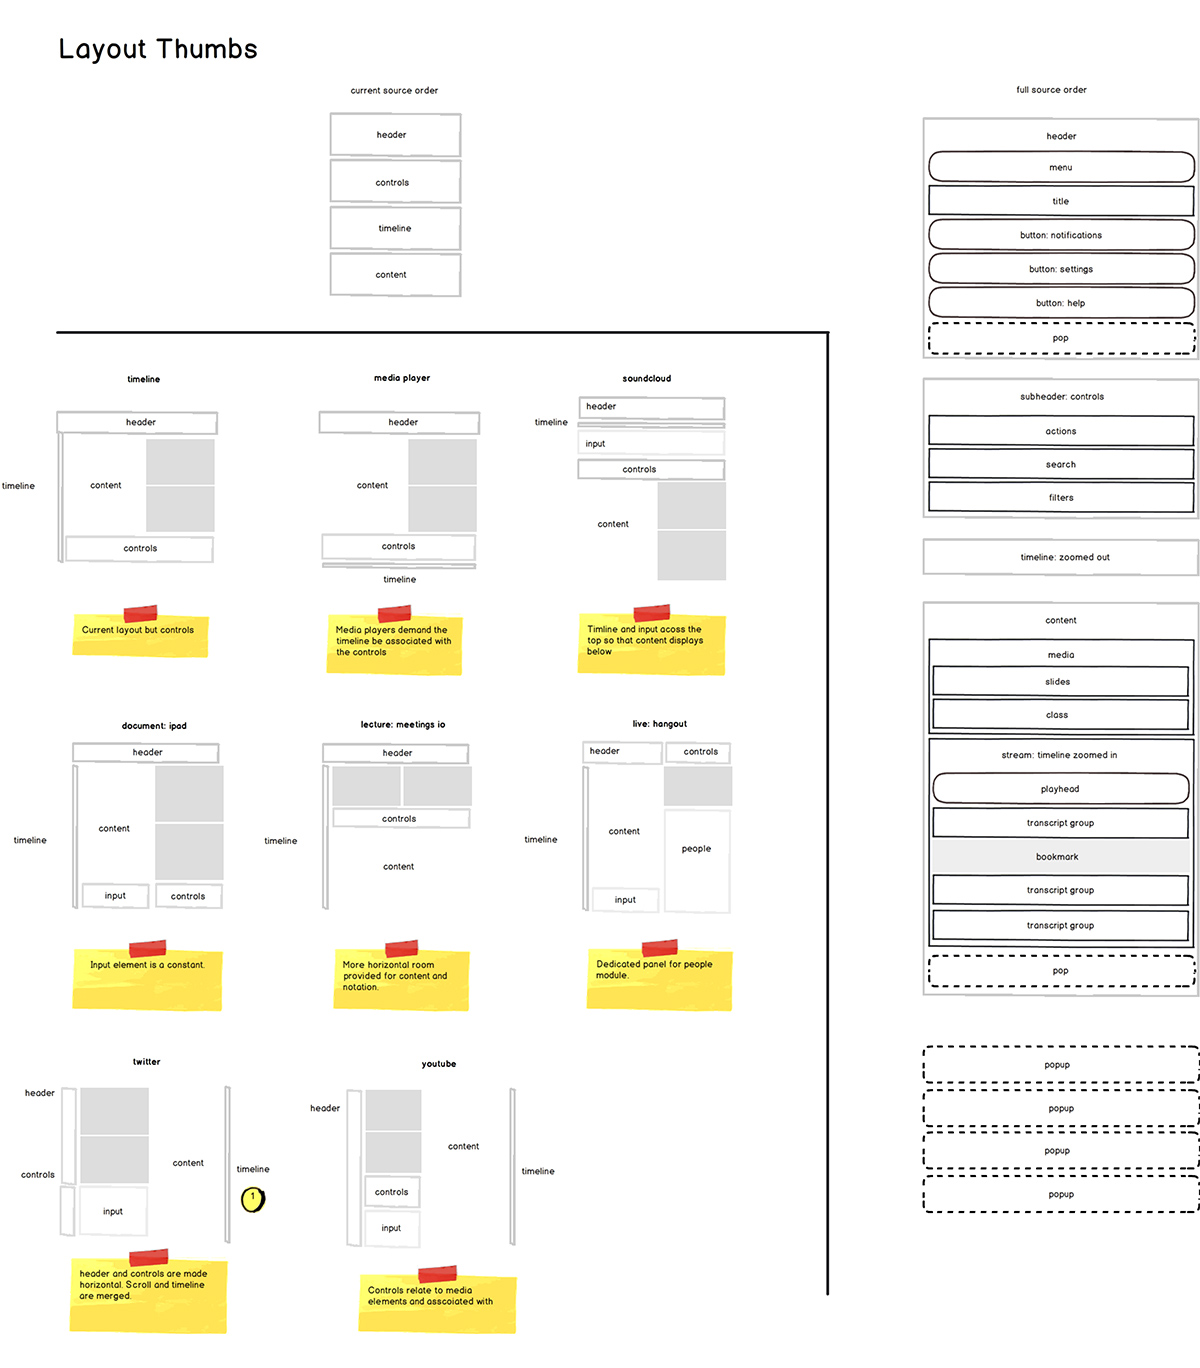 Layout Thumbs
current source order
header
controls
timeline
content
full source order
header
menu
title
button: notifications
button: settings
button: help
pop
subheader: controls
actions
search
filters
timeline: zoomed out
content
media
slides
class
stream: timeline zoomed in
playhead
transcript group
bookmark
transcript group
transcript group
pop
popup
popup
popup
popup
timeline
header
timeline
content
controls
Current layout but controls
media player
header
content
controls
timeline
Media players demand the
timeline be associated with
the controls
soundcloud
header
timeline
input
controls
content
Timline and input acoss the
top so that content displays
below
document: ipad
header
timeline
content
input
controls
Input element is a constant.
lecture: meetings io
header
timeline
controls
content
More horizontal room
provided for content and
notation.
live: hangout
header
controls
timeline
content
people
input
Dedicated panel for people
module.
twitter
header
controls
content
timeline
1
input
header and controls are made
horizontal. Scroll and timeline
are merged.
youtube
header
content
timeline
controls
input
Controls relate to media
elements and asscoiated with